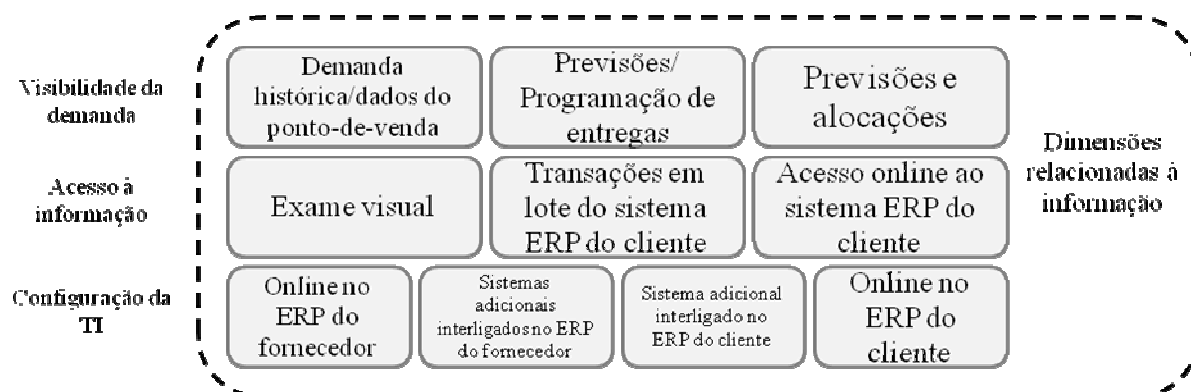 Visibilidade da
demanda
Demanda
histórica/dados do
ponto-de-venda
Previsões/
Programação de
entregas
Previsões e
alocações
Acesso à
informação
Exame visual
Transações em
lote do sistema
ERP do cliente
Acesso online ao
sistema ERP do
cliente
Dimensões
relacionadas à
informação
Configuração da
TI
Online no
ERP do
fornecedor
Sistemas
adicionais
interligados no ERP
do fornecedor
Sistema adicional
interligado no
ERP do cliente
Online no
ERP do
cliente